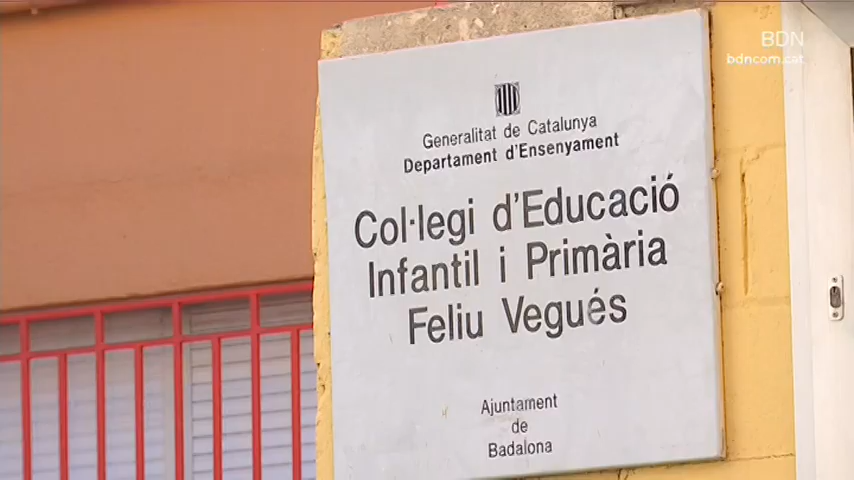 BDN
bdncom.cat
Generalitat de Catalunya
Departament d'Ensenyament
Col·legi d'Educació
Infantil i Primària
Feliu Vegués
Ajuntament
de
Badalona